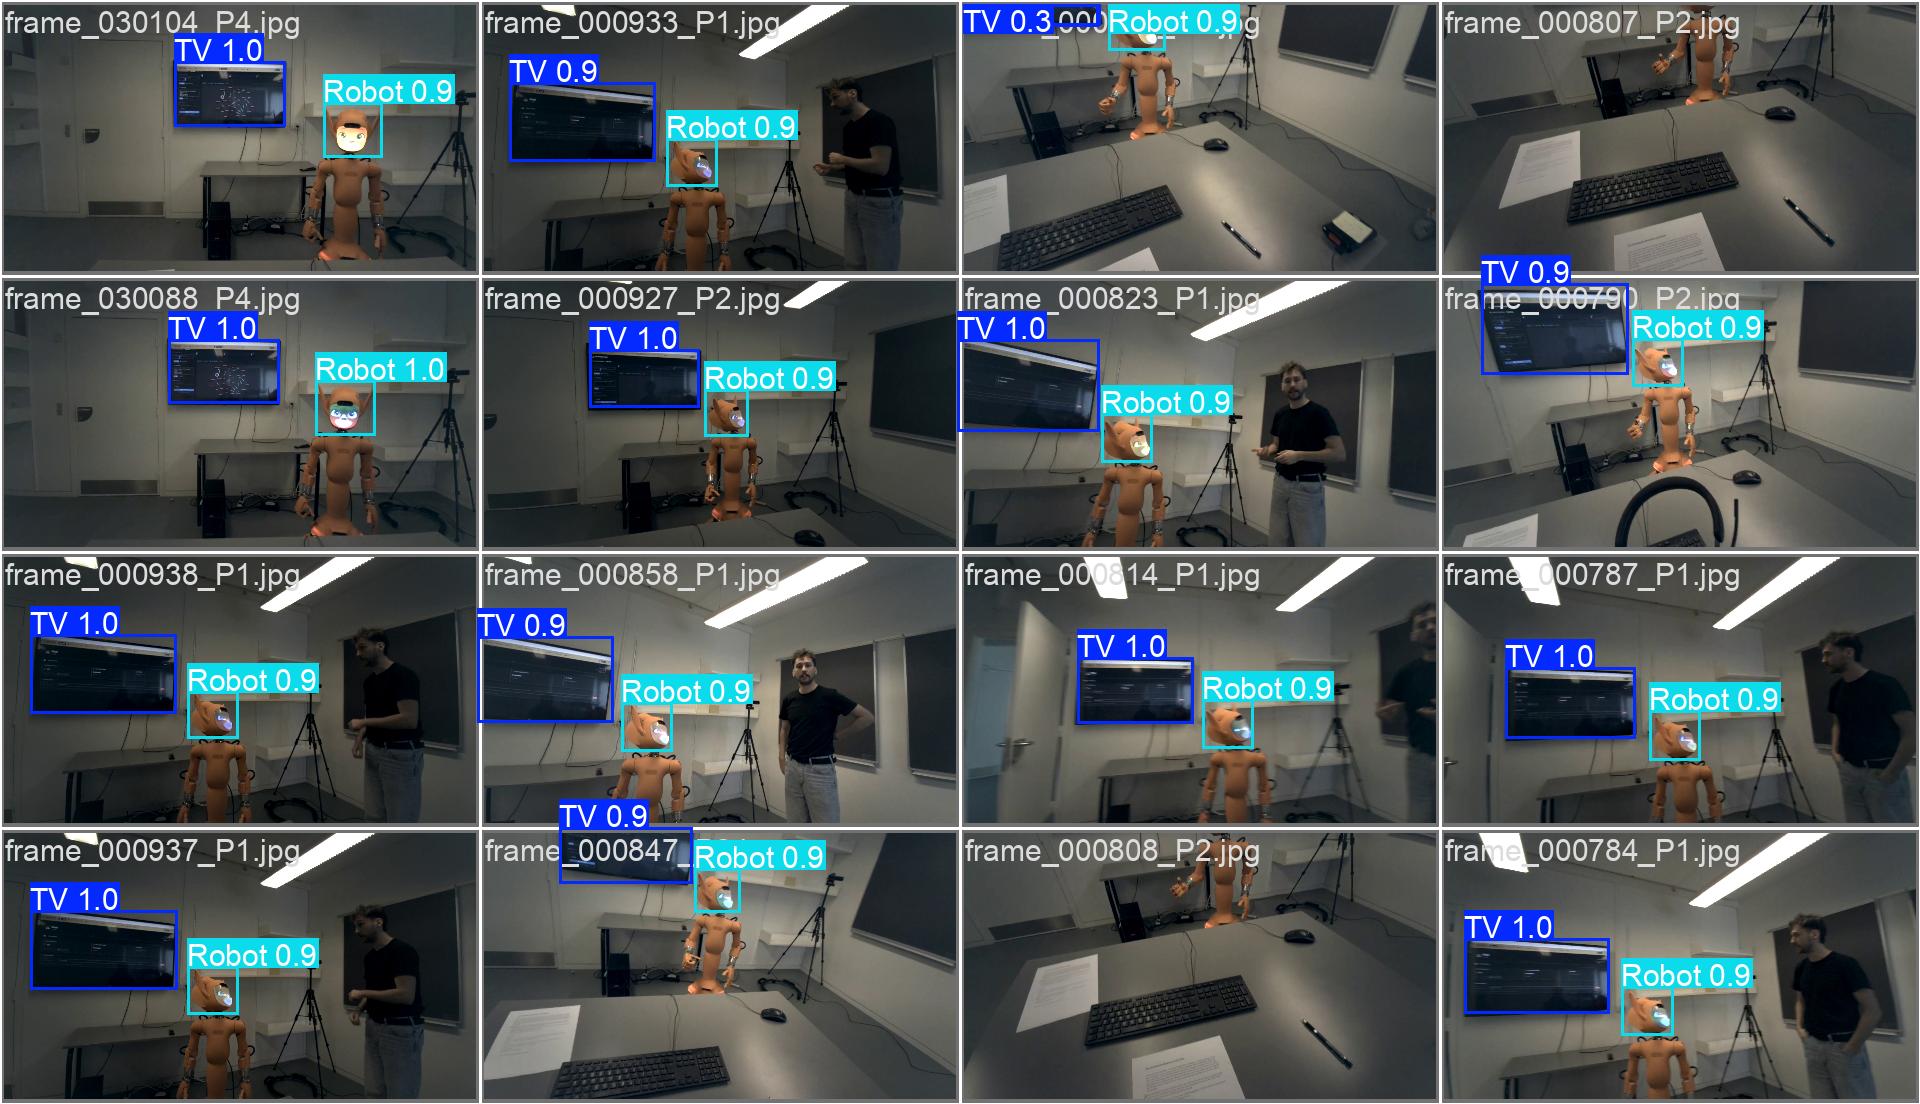 frame_030104_P4.jpg
TV 1.0
Robot 0.9
frame_000933_P1.jpg
TV 0.9
Robot 0.9
TV 0.3
Robot 0.9
frame_000807_P2.jpg
frame_030088_P4.jpg
TV 1.0
Robot 1.0
frame_000927_P2.jpg
TV 1.0
Robot 0.9
frame_000823_P1.jpg
TV 1.0
Robot 0.9
TV 0.9
frame_000790_P2.jpg
Robot 0.9
frame_000938_P1.jpg
TV 1.0
Robot 0.9
frame_000858_P1.jpg
TV 0.9
Robot 0.9
frame_000814_P1.jpg
TV 1.0
Robot 0.9
frame_000787_P1.jpg
TV 1.0
Robot 0.9
frame_000937_P1.jpg
TV 1.0
Robot 0.9
TV 0.9
frame_000847_
Robot 0.9
frame_000808_P2.jpg
frame_000784_P1.jpg
TV 1.0
Robot 0.9